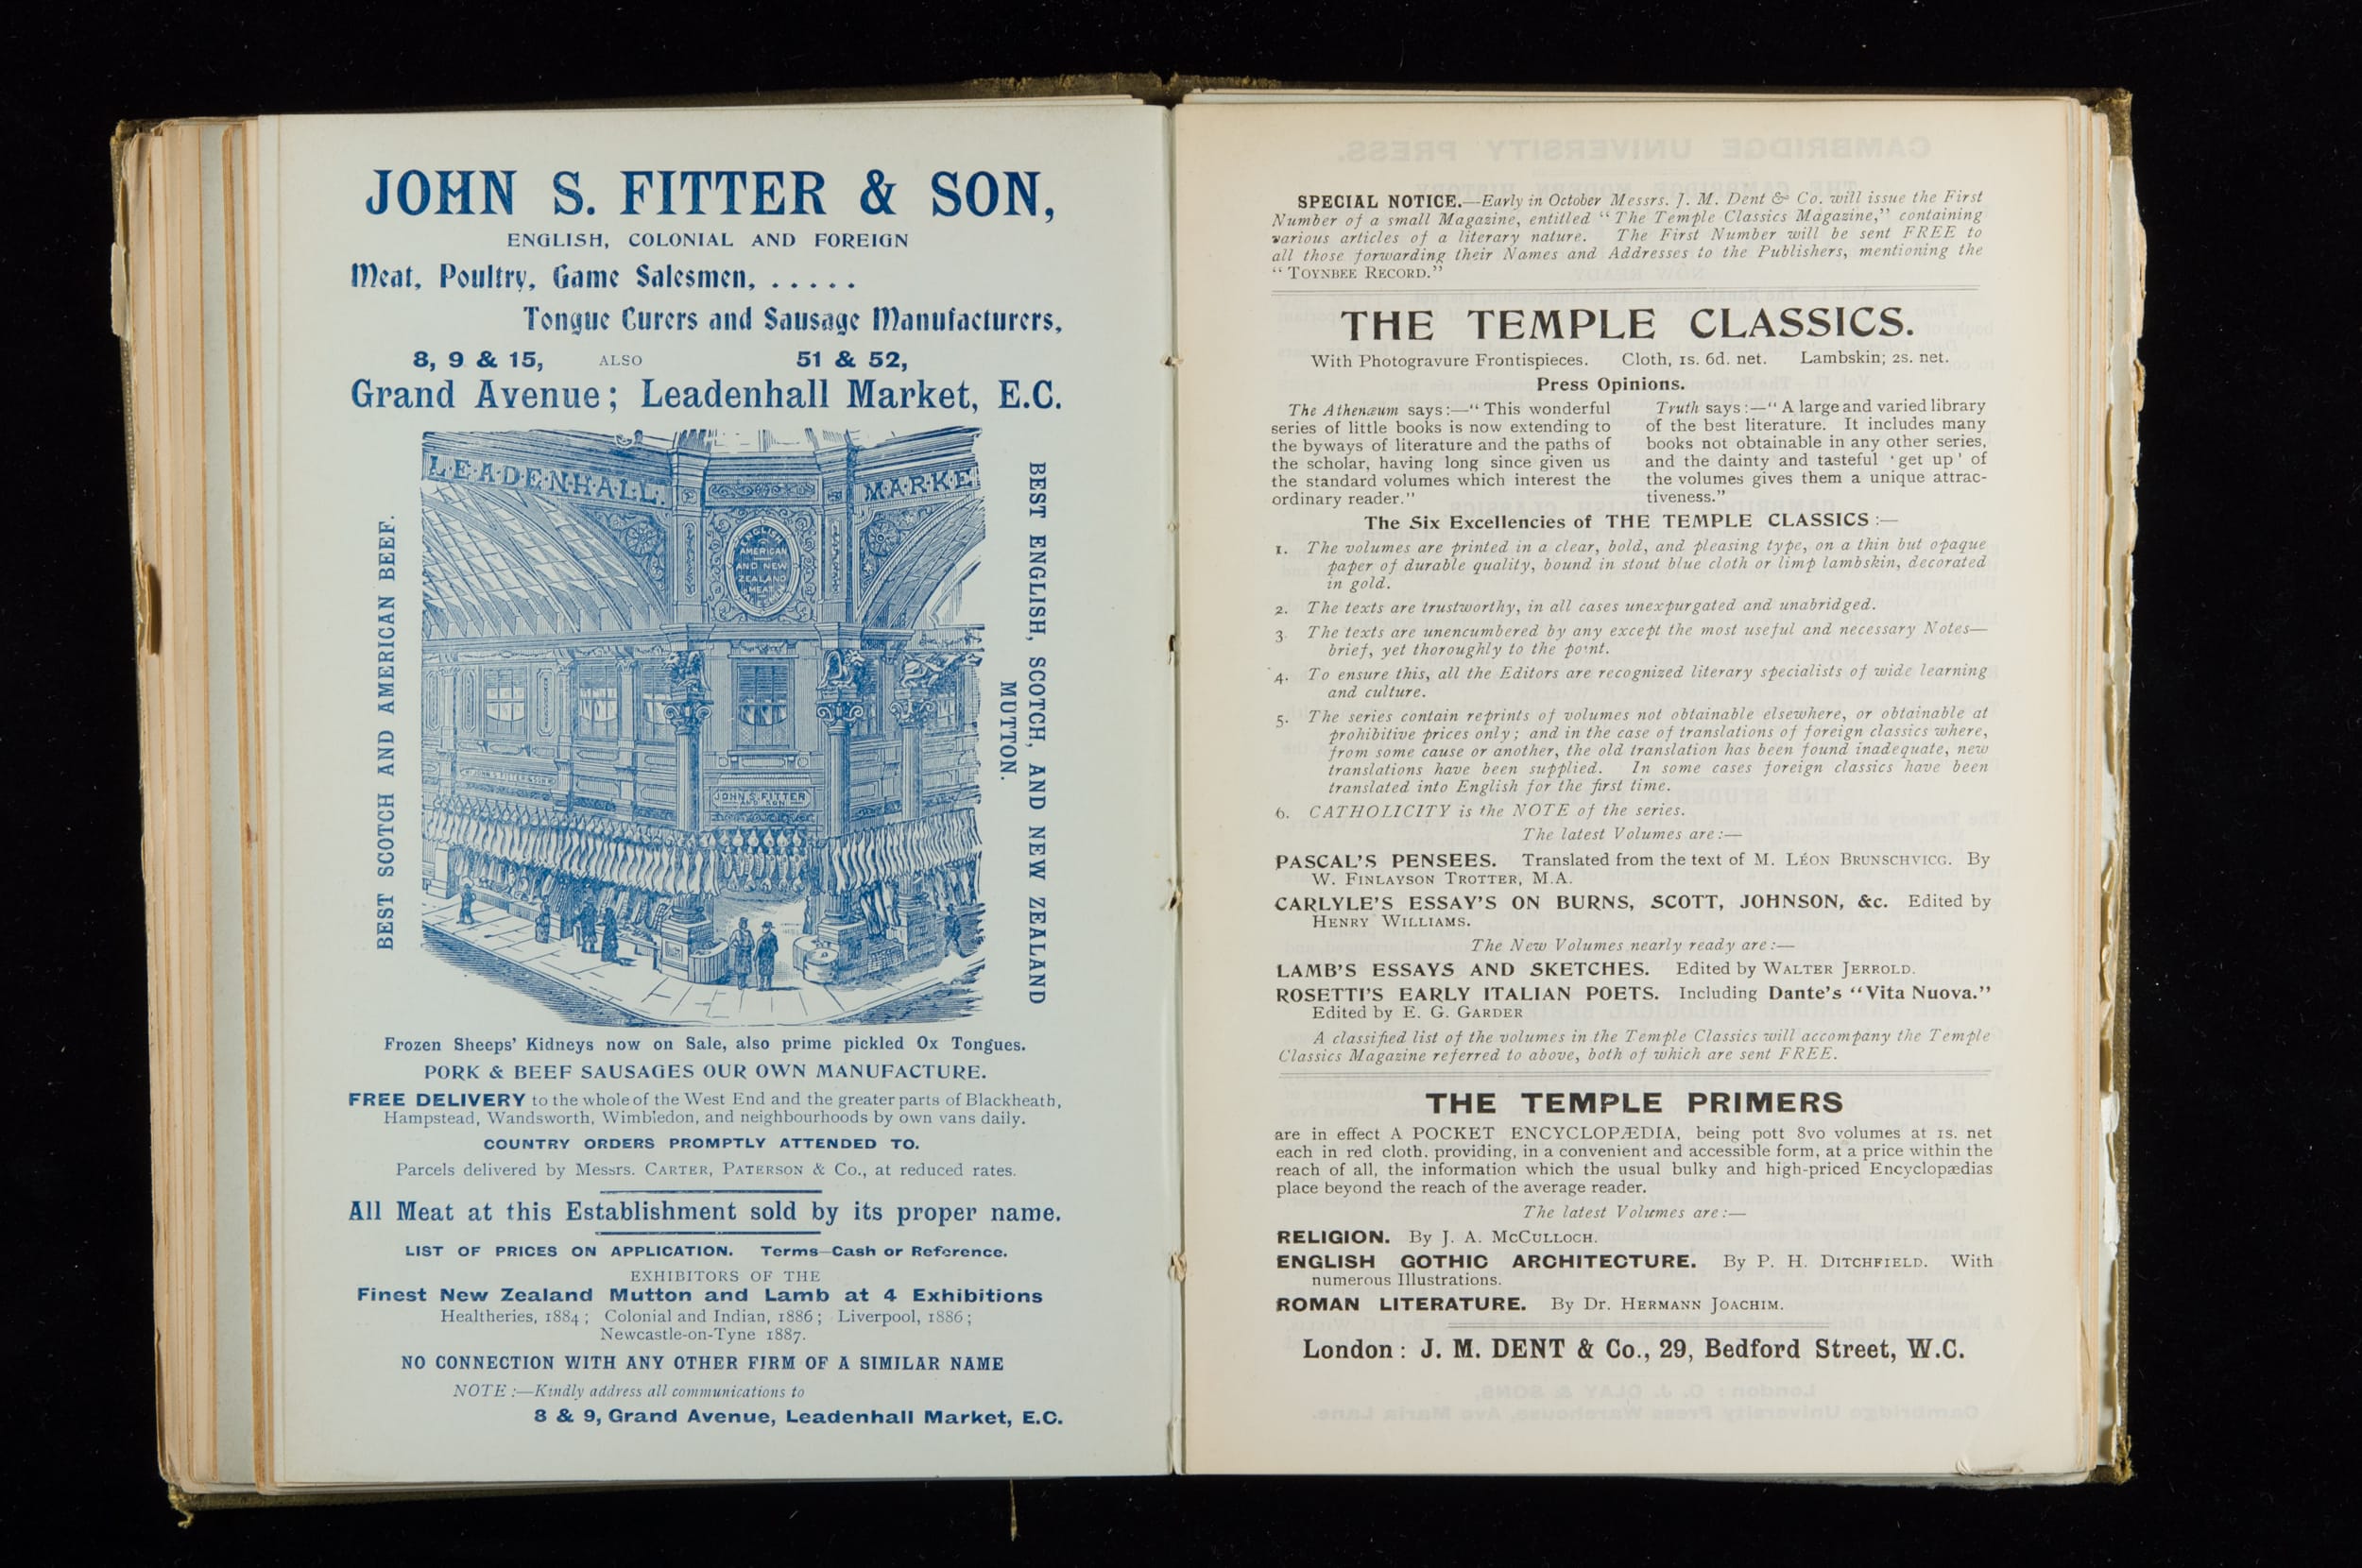 JOHN S. FITTER & SON,
ENGLISH, COLONIAL AND FOREIGN
Meat, Poultry, Game Salesmen, . . . . .
Tongue Curers and Sausage Manufacturers,
8, 9 & 15, ALSO 51 & 52,
Grand Avenue; Leadenhall Market, E.C.
BEST SCOTCH AND AMERICAN BEEF.
LEADENHALL. MARKE
ENGLISH
AMERICAN
AND NEW
ZEALAND
MEAT
JOHN S. FITTER
AND SON
BEST ENGLISH, SCOTCH, AND NEW ZEALAND
MUTTON.
Frozen Sheeps' Kidneys now on Sale, also prime pickled Ox Tongues.
PORK & BEEF SAUSAGES OUR OWN MANUFACTURE.
FREE DELIVERY to the whole of the West End and the greater parts of Blackheath,
Hampstead, Wandsworth, Wimbledon, and neighbourhoods by own vans daily.
COUNTRY ORDERS PROMPTLY ATTENDED TO.
Parcels delivered by Messrs. CARTER, PATERSON & Co., at reduced rates.
All Meat at this Establishment sold by its proper name.
LIST OF PRICES ON APPLICATION. Terms—Cash or Reference.
EXHIBITORS OF THE
Finest New Zealand Mutton and Lamb at 4 Exhibitions
Healtheries, 1884; Colonial and Indian, 1886; Liverpool, 1886;
Newcastle-on-Tyne 1887.
NO CONNECTION WITH ANY OTHER FIRM OF A SIMILAR NAME
NOTE:—Kindly address all communications to
8 & 9, Grand Avenue, Leadenhall Market, E.C.
SPECIAL NOTICE.—Early in October Messrs. J. M. Dent & Co. will issue the First
Number of a small Magazine, entitled "The Temple Classics Magazine," containing
various articles of a literary nature. The First Number will be sent FREE to
all those forwarding their Names and Addresses to the Publishers, mentioning the
"TOYNBEE RECORD."
THE TEMPLE CLASSICS.
With Photogravure Frontispieces. Cloth, 1s. 6d. net. Lambskin; 2s. net.
Press Opinions.
The Athenæum says:—"This wonderful
series of little books is now extending to
the byways of literature and the paths of
the scholar, having long since given us
the standard volumes which interest the
ordinary reader."
Truth says:—"A large and varied library
of the best literature. It includes many
books not obtainable in any other series,
and the dainty and tasteful 'get up' of
the volumes gives them a unique attrac-
tiveness."
The Six Excellencies of THE TEMPLE CLASSICS:—
1. The volumes are printed in a clear, bold, and pleasing type, on a thin but opaque
paper of durable quality, bound in stout blue cloth or limp lambskin, decorated
in gold.
2. The texts are trustworthy, in all cases unexpurgated and unabridged.
3. The texts are unencumbered by any except the most useful and necessary Notes—
brief, yet thoroughly to the point.
4. To ensure this, all the Editors are recognized literary specialists of wide learning
and culture.
5. The series contain reprints of volumes not obtainable elsewhere, or obtainable at
prohibitive prices only; and in the case of translations of foreign classics where,
from some cause or another, the old translation has been found inadequate, new
translations have been supplied. In some cases foreign classics have been
translated into English for the first time.
6. CATHOLICITY is the NOTE of the series.
The latest Volumes are:—
PASCAL'S PENSEES. Translated from the text of M. LÉON BRUNSCHVICG. By
W. FINLAYSON TROTTER, M.A.
CARLYLE'S ESSAY'S ON BURNS, SCOTT, JOHNSON, &c. Edited by
HENRY WILLIAMS.
The New Volumes nearly ready are:—
LAMB'S ESSAYS AND SKETCHES. Edited by WALTER JERROLD.
ROSETTI'S EARLY ITALIAN POETS. Including Dante's "Vita Nuova."
Edited by E. G. GARDER
A classified list of the volumes in the Temple Classics will accompany the Temple
Classics Magazine referred to above, both of which are sent FREE.
THE TEMPLE PRIMERS
are in effect A POCKET ENCYCLOPÆDIA, being pott 8vo volumes at 1s. net
each in red cloth. providing, in a convenient and accessible form, at a price within the
reach of all, the information which the usual bulky and high-priced Encyclopædias
place beyond the reach of the average reader.
The latest Volumes are:—
RELIGION. By J. A. MCCULLOCH.
ENGLISH GOTHIC ARCHITECTURE. By P. H. DITCHFIELD. With
numerous Illustrations.
ROMAN LITERATURE. By Dr. HERMANN JOACHIM.
London: J. M. DENT & Co., 29, Bedford Street, W.C.